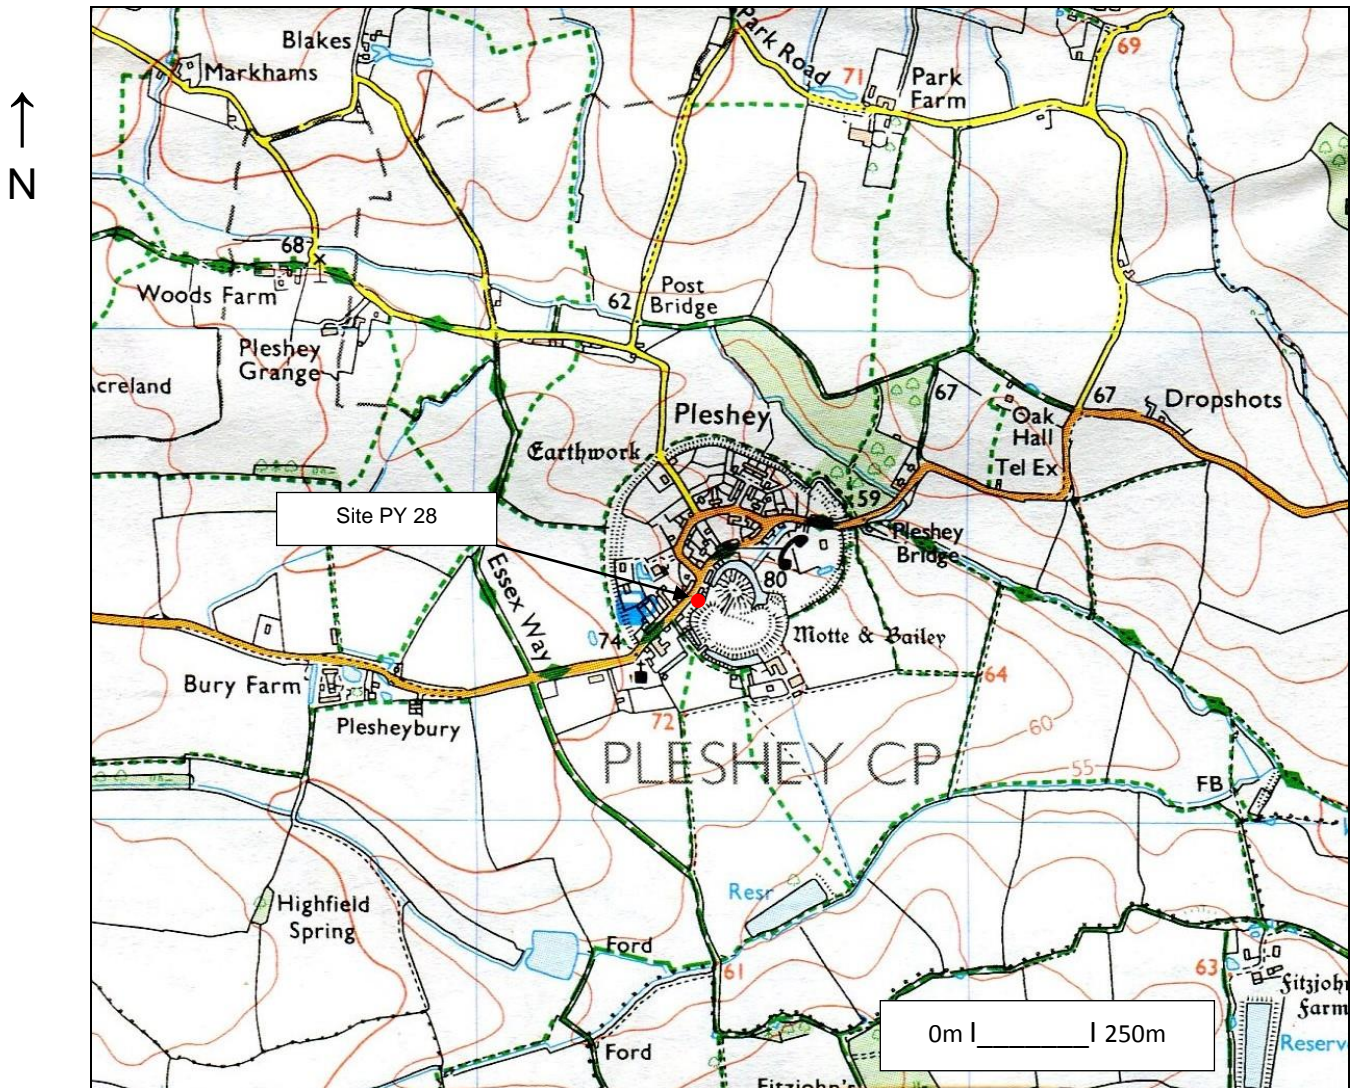 ↑
N
Blakes
Markhams
Park Road
71
Park
Farm
69
68
Woods Farm
Post
Bridge
62
Pleshey
Grange
Acreland
67
67
Dropshots
Oak
Hall
Tel Ex
Pleshey
Earthwork
59
Pleshey
Bridge
Site PY 28
Essex Way
80
74
Motte & Bailey
64
Bury Farm
Plesheybury
72
60
PLESHEY CP
55
FB
Highfield
Spring
Resr
Ford
61
63
Fitzjohn
Farm
0m I________I 250m
Reserv
Ford
Fitzjohn's